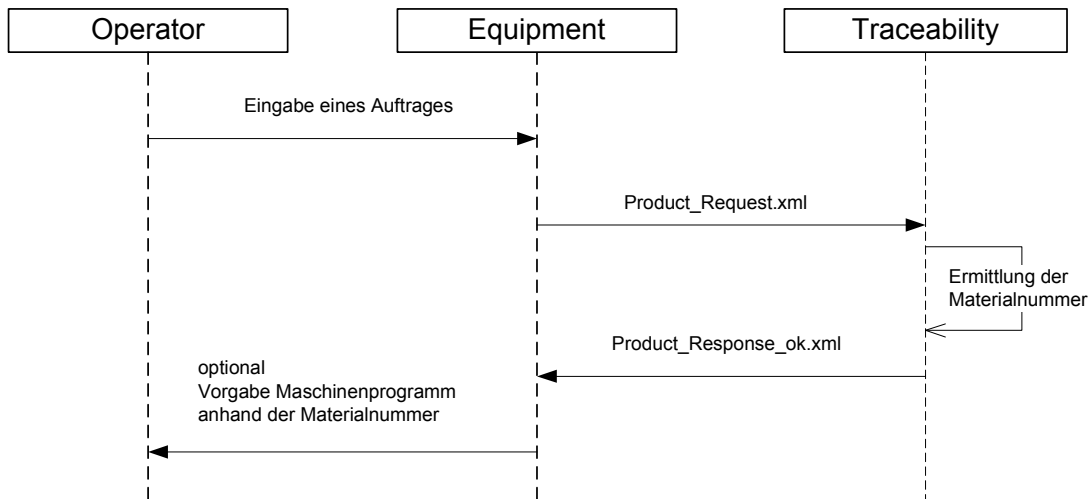 Operator
Equipment
Traceability
Eingabe eines Auftrages
Product_Request.xml
Ermittlung der
Materialnummer
Product_Response_ok.xml
optional
Vorgabe Maschinenprogramm
anhand der Materialnummer